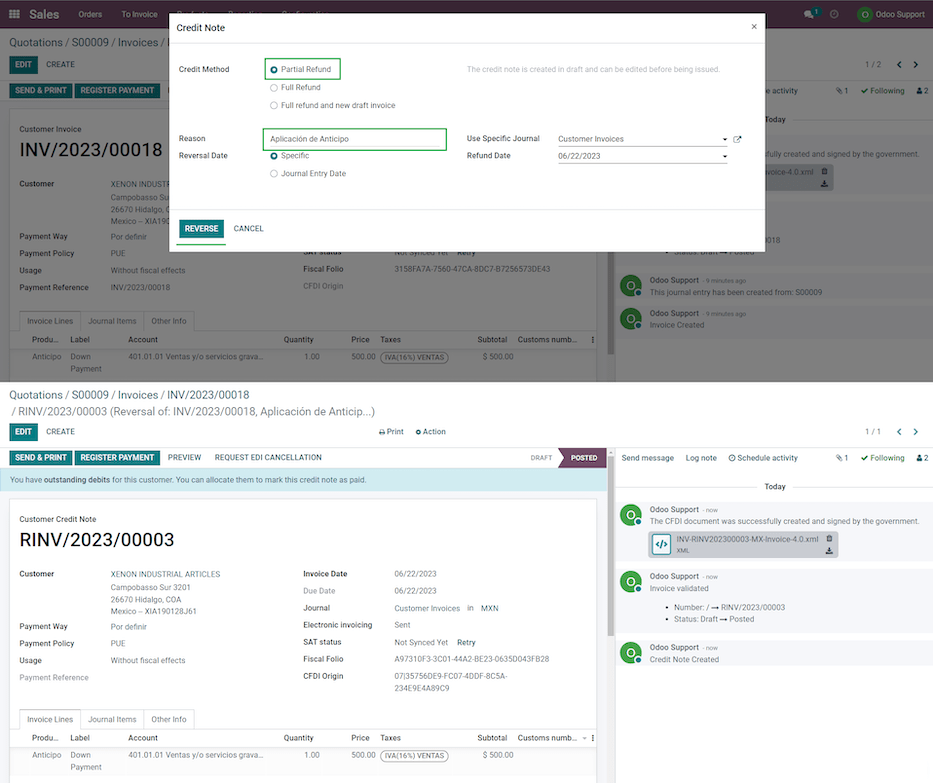 Sales Orders To Invoice
1
Odoo Support
Quotations / S00009 / Invoices /
EDIT CREATE
1 / 2
SEND & PRINT REGISTER PAYMENT
activity 1 Following 2
Today
Credit Note ×
Credit Method Partial Refund
The credit note is created in draft and can be edited before being issued.
Full Refund
Full refund and new draft invoice
Reason Aplicación de Anticipo Use Specific Journal Customer Invoices
Reversal Date Specific Refund Date 06/22/2023
Journal Entry Date
REVERSE CANCEL
Customer Invoice
INV/2023/00018
sfully created and signed by the government.
nvoice-4.0.xml
Customer XENON INDUST
Campobasso Sur
26670 Hidalgo,
Mexico -- XIA190
Payment Way Por definir
0018
Payment Policy PUE SAT status Not Synced Yet Retry
Status: Draft → Posted
Usage Without fiscal effects Fiscal Folio 3158FA7A-7560-47CA-8DC7-B7256573DE43
Payment Reference INV/2023/00018 CFDI Origin
Odoo Support - 9 minutes ago
This journal entry has been created from: S00009
Odoo Support - 9 minutes ago
Invoice Created
Invoice Lines Journal Items Other Info
Produ... Label Account Quantity Price Taxes Subtotal Customs numb...
Anticipo Down 401.01.01 Ventas y/o servicios grava... 1.00 500.00 IVA(16%) VENTAS $ 500.00
Payment
Quotations / S00009 / Invoices / INV/2023/00018
/ RINV/2023/00003 (Reversal of: INV/2023/00018, Aplicación de Anticip...)
EDIT CREATE Print Action 1 / 1
SEND & PRINT REGISTER PAYMENT PREVIEW REQUEST EDI CANCELLATION DRAFT POSTED
Send message Log note Schedule activity 1 Following 2
You have outstanding debits for this customer. You can allocate them to mark this credit note as paid.
Today
Customer Credit Note
RINV/2023/00003
Odoo Support - now
The CFDI document was successfully created and signed by the government.
INV-RINV202300003-MX-Invoice-4.0.xml
XML
Customer XENON INDUSTRIAL ARTICLES Invoice Date 06/22/2023
Campobasso Sur 3201 Due Date 06/22/2023
26670 Hidalgo, COA
Mexico -- XIA190128J61 Journal Customer Invoices in MXN
Payment Way Por definir Electronic invoicing Sent
Payment Policy PUE SAT status Not Synced Yet Retry
Usage Without fiscal effects Fiscal Folio A97310F3-3C01-44A2-BE23-0635D043FB28
Payment Reference CFDI Origin 07|35756DE9-FC07-4DDF-8C5A-
234E9E4A89C9
Odoo Support - now
Invoice validated
Number: / → RINV/2023/00003
Status: Draft → Posted
Odoo Support - now
Credit Note Created
Invoice Lines Journal Items Other Info
Produ... Label Account Quantity Price Taxes Subtotal Customs numb...
Anticipo Down 401.01.01 Ventas y/o servicios grava... 1.00 500.00 IVA(16%) VENTAS $ 500.00
Payment